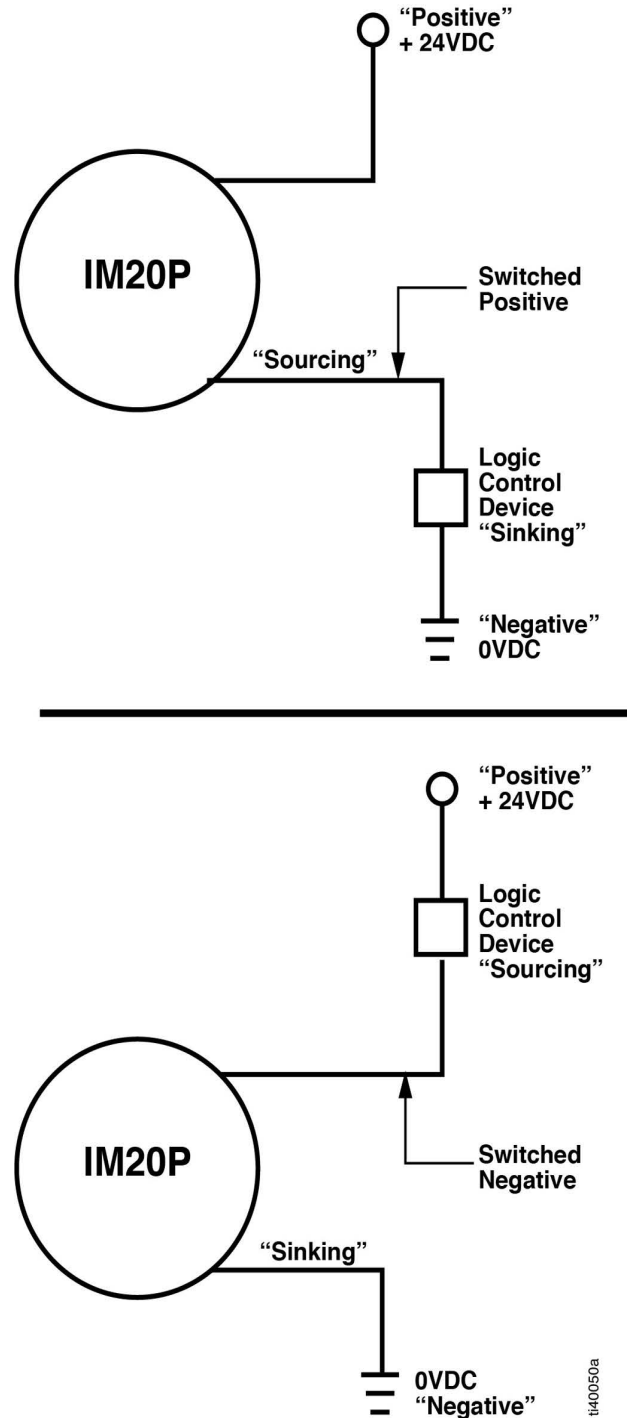 “Positive”
+ 24VDC
IM20P
Switched
Positive
“Sourcing”
Logic
Control
Device
“Sinking”
“Negative”
0VDC
“Positive”
+ 24VDC
Logic
Control
Device
“Sourcing”
IM20P
Switched
Negative
“Sinking”
0VDC
“Negative”
ti40050a